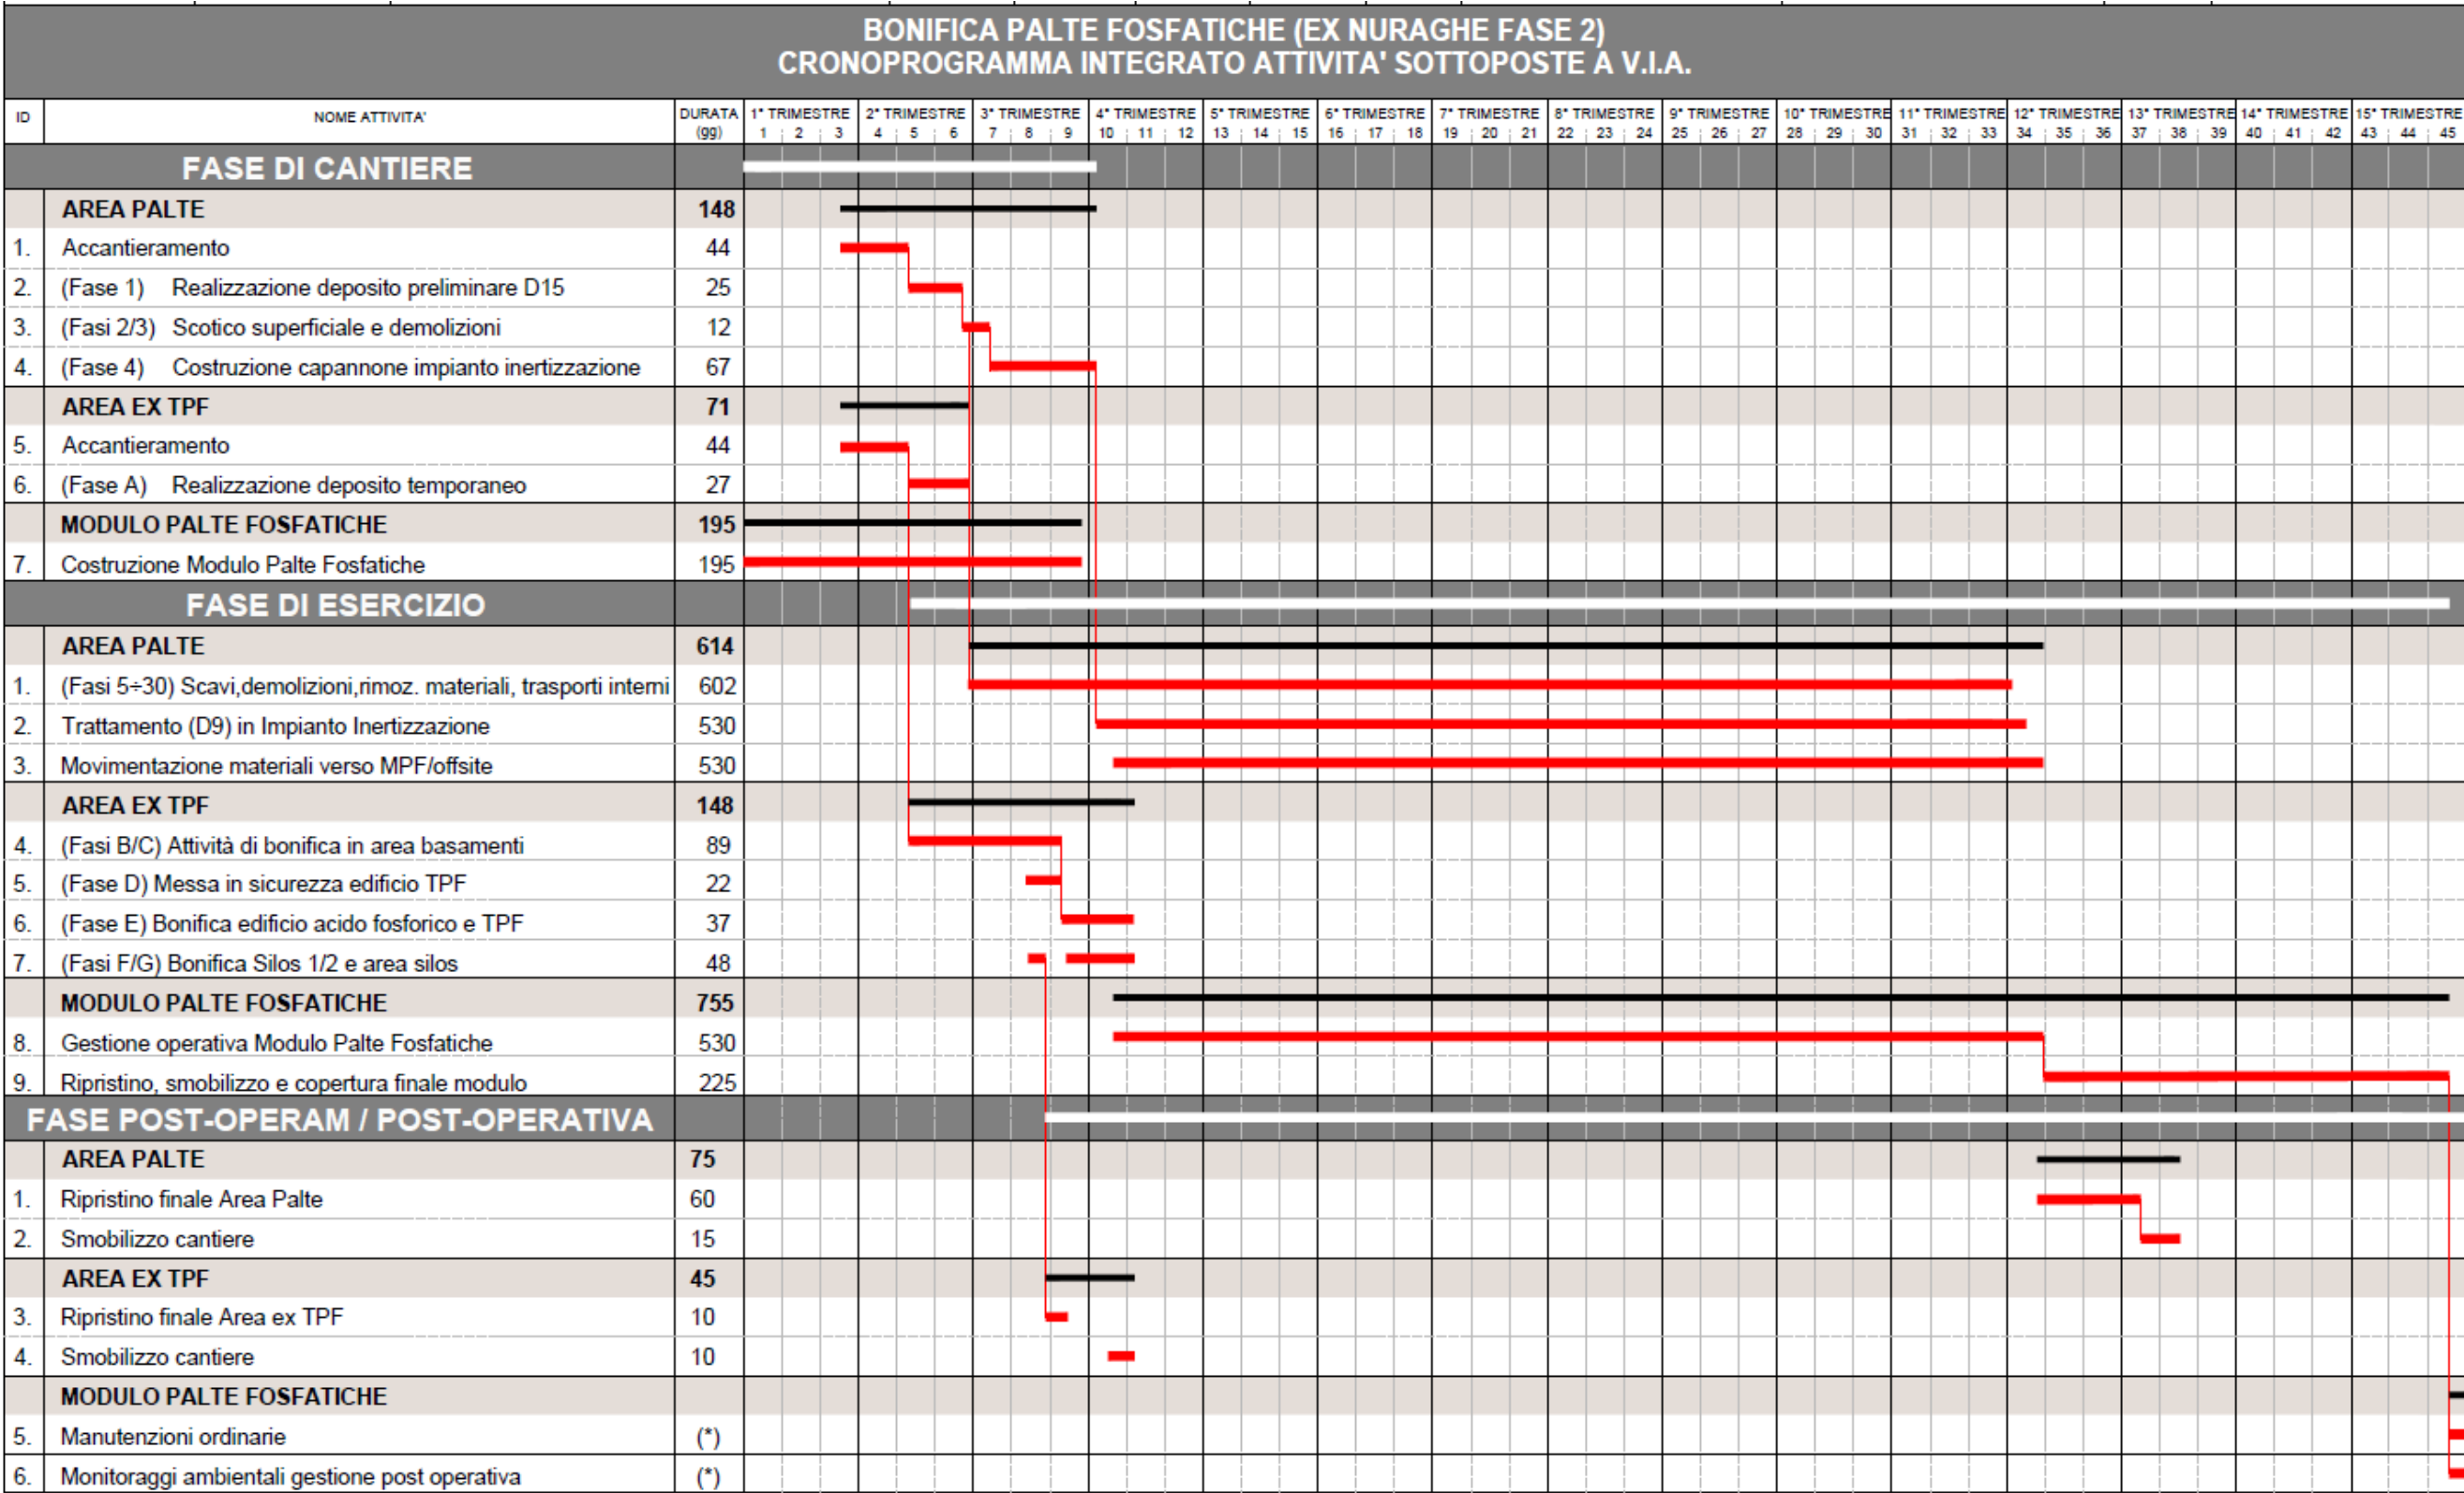 BONIFICA PALTE FOSFATICHE (EX NURAGHE FASE 2)
CRONOPROGRAMMA INTEGRATO ATTIVITA' SOTTOPOSTE A V.I.A.
ID NOME ATTIVITA' DURATA (gg) 1° TRIMESTRE 2° TRIMESTRE 3° TRIMESTRE 4° TRIMESTRE 5° TRIMESTRE 6° TRIMESTRE 7° TRIMESTRE 8° TRIMESTRE 9° TRIMESTRE 10° TRIMESTRE 11° TRIMESTRE 12° TRIMESTRE 13° TRIMESTRE 14° TRIMESTRE 15° TRIMESTRE
1 2 3 4 5 6 7 8 9 10 11 12 13 14 15 16 17 18 19 20 21 22 23 24 25 26 27 28 29 30 31 32 33 34 35 36 37 38 39 40 41 42 43 44 45
FASE DI CANTIERE
AREA PALTE 148
1. Accantieramento 44
2. (Fase 1) Realizzazione deposito preliminare D15 25
3. (Fasi 2/3) Scotico superficiale e demolizioni 12
4. (Fase 4) Costruzione capannone impianto inertizzazione 67
AREA EX TPF 71
5. Accantieramento 44
6. (Fase A) Realizzazione deposito temporaneo 27
MODULO PALTE FOSFATICHE 195
7. Costruzione Modulo Palte Fosfatiche 195
FASE DI ESERCIZIO
AREA PALTE 614
1. (Fasi 5÷30) Scavi,demolizioni,rimoz. materiali, trasporti interni 602
2. Trattamento (D9) in Impianto Inertizzazione 530
3. Movimentazione materiali verso MPF/offsite 530
AREA EX TPF 148
4. (Fasi B/C) Attività di bonifica in area basamenti 89
5. (Fase D) Messa in sicurezza edificio TPF 22
6. (Fase E) Bonifica edificio acido fosforico e TPF 37
7. (Fasi F/G) Bonifica Silos 1/2 e area silos 48
MODULO PALTE FOSFATICHE 755
8. Gestione operativa Modulo Palte Fosfatiche 530
9. Ripristino, smobilizzo e copertura finale modulo 225
FASE POST-OPERAM / POST-OPERATIVA
AREA PALTE 75
1. Ripristino finale Area Palte 60
2. Smobilizzo cantiere 15
AREA EX TPF 45
3. Ripristino finale Area ex TPF 10
4. Smobilizzo cantiere 10
MODULO PALTE FOSFATICHE
5. Manutenzioni ordinarie (*)
6. Monitoraggi ambientali gestione post operativa (*)